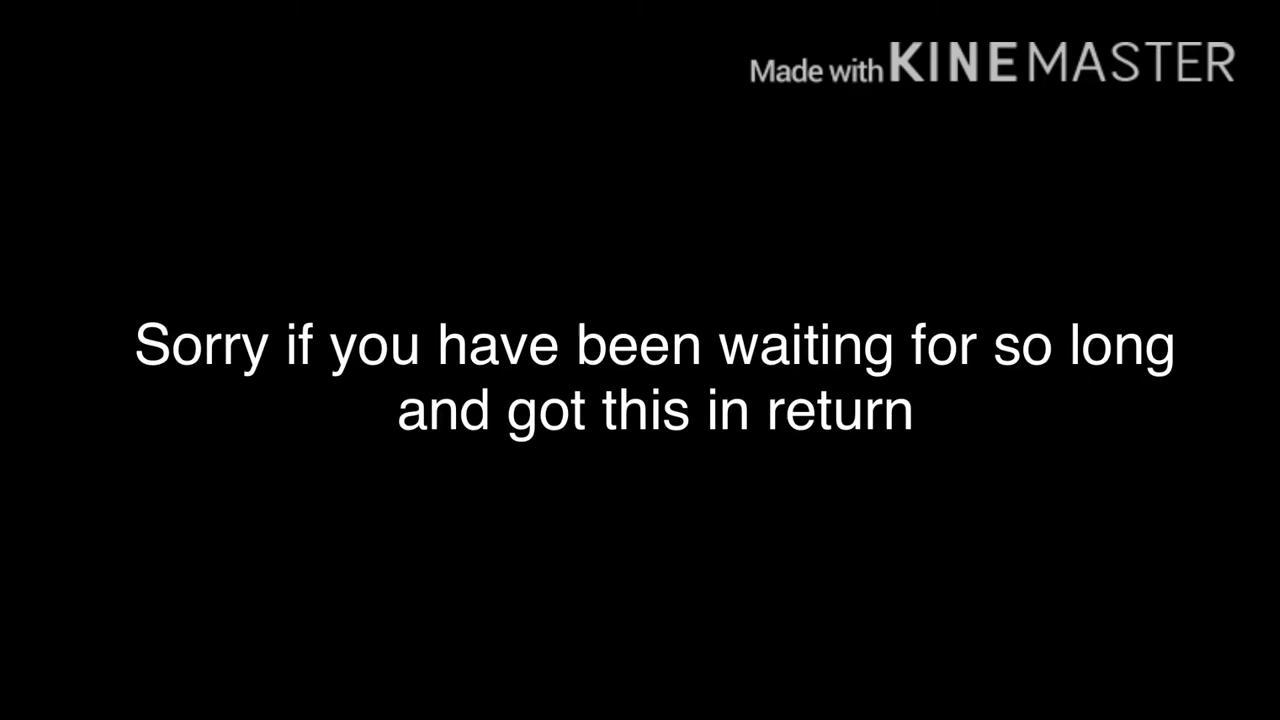 Made with KINEMASTER
Sorry if you have been waiting for so long
and got this in return